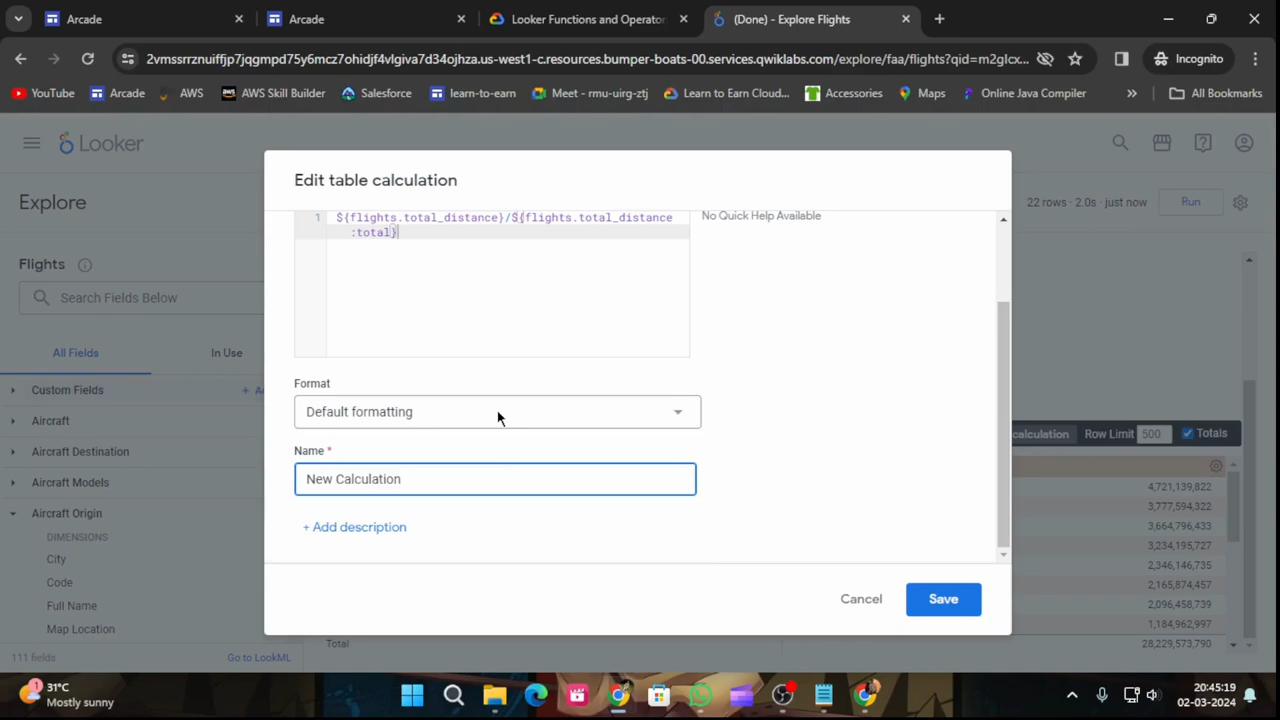 Arcade
Arcade
Looker Functions and Operator
(Done) - Explore Flights
2vmssrrznuiffjp7jqgmpd75y6mcz7ohidjf4vlgiva7d34ojhza.us-west1-c.resources.bumper-boats-00.services.qwiklabs.com/explore/faa/flights?qid=m2glcx...
Incognito
YouTube
Arcade
AWS
AWS Skill Builder
Salesforce
learn-to-earn
Meet - rmu-uirg-ztj
Learn to Earn Cloud...
Accessories
Maps
Online Java Compiler
»
All Bookmarks
Looker
Explore
22 rows · 2.0s · just now
Run
Flights
Search Fields Below
All Fields
In Use
Custom Fields
+
Aircraft
Aircraft Destination
Aircraft Models
Aircraft Origin
DIMENSIONS
City
Code
Full Name
Map Location
111 fields
Go to LookML
Edit table calculation
1
${flights.total_distance}/${flights.total_distance
:total}
No Quick Help Available
Format
Default formatting
Name *
New Calculation
+ Add description
Cancel
Save
calculation
Row Limit
500
Totals
4,721,139,822
3,777,594,322
3,664,796,433
3,234,195,727
2,346,146,735
2,165,874,457
2,096,458,739
1,184,962,997
Total
28,229,573,790
1
31°C
Mostly sunny
20:45:19
02-03-2024